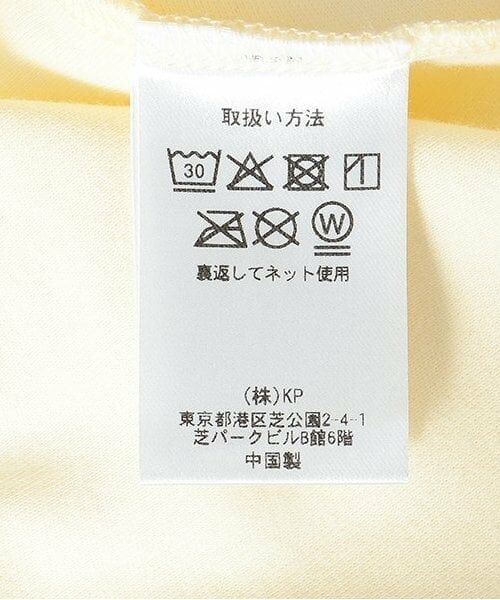 取扱い方法
30
W
裏返してネット使用
(株)KP
東京都港区芝公園2-4-1
芝パークビルB館6階
中国製